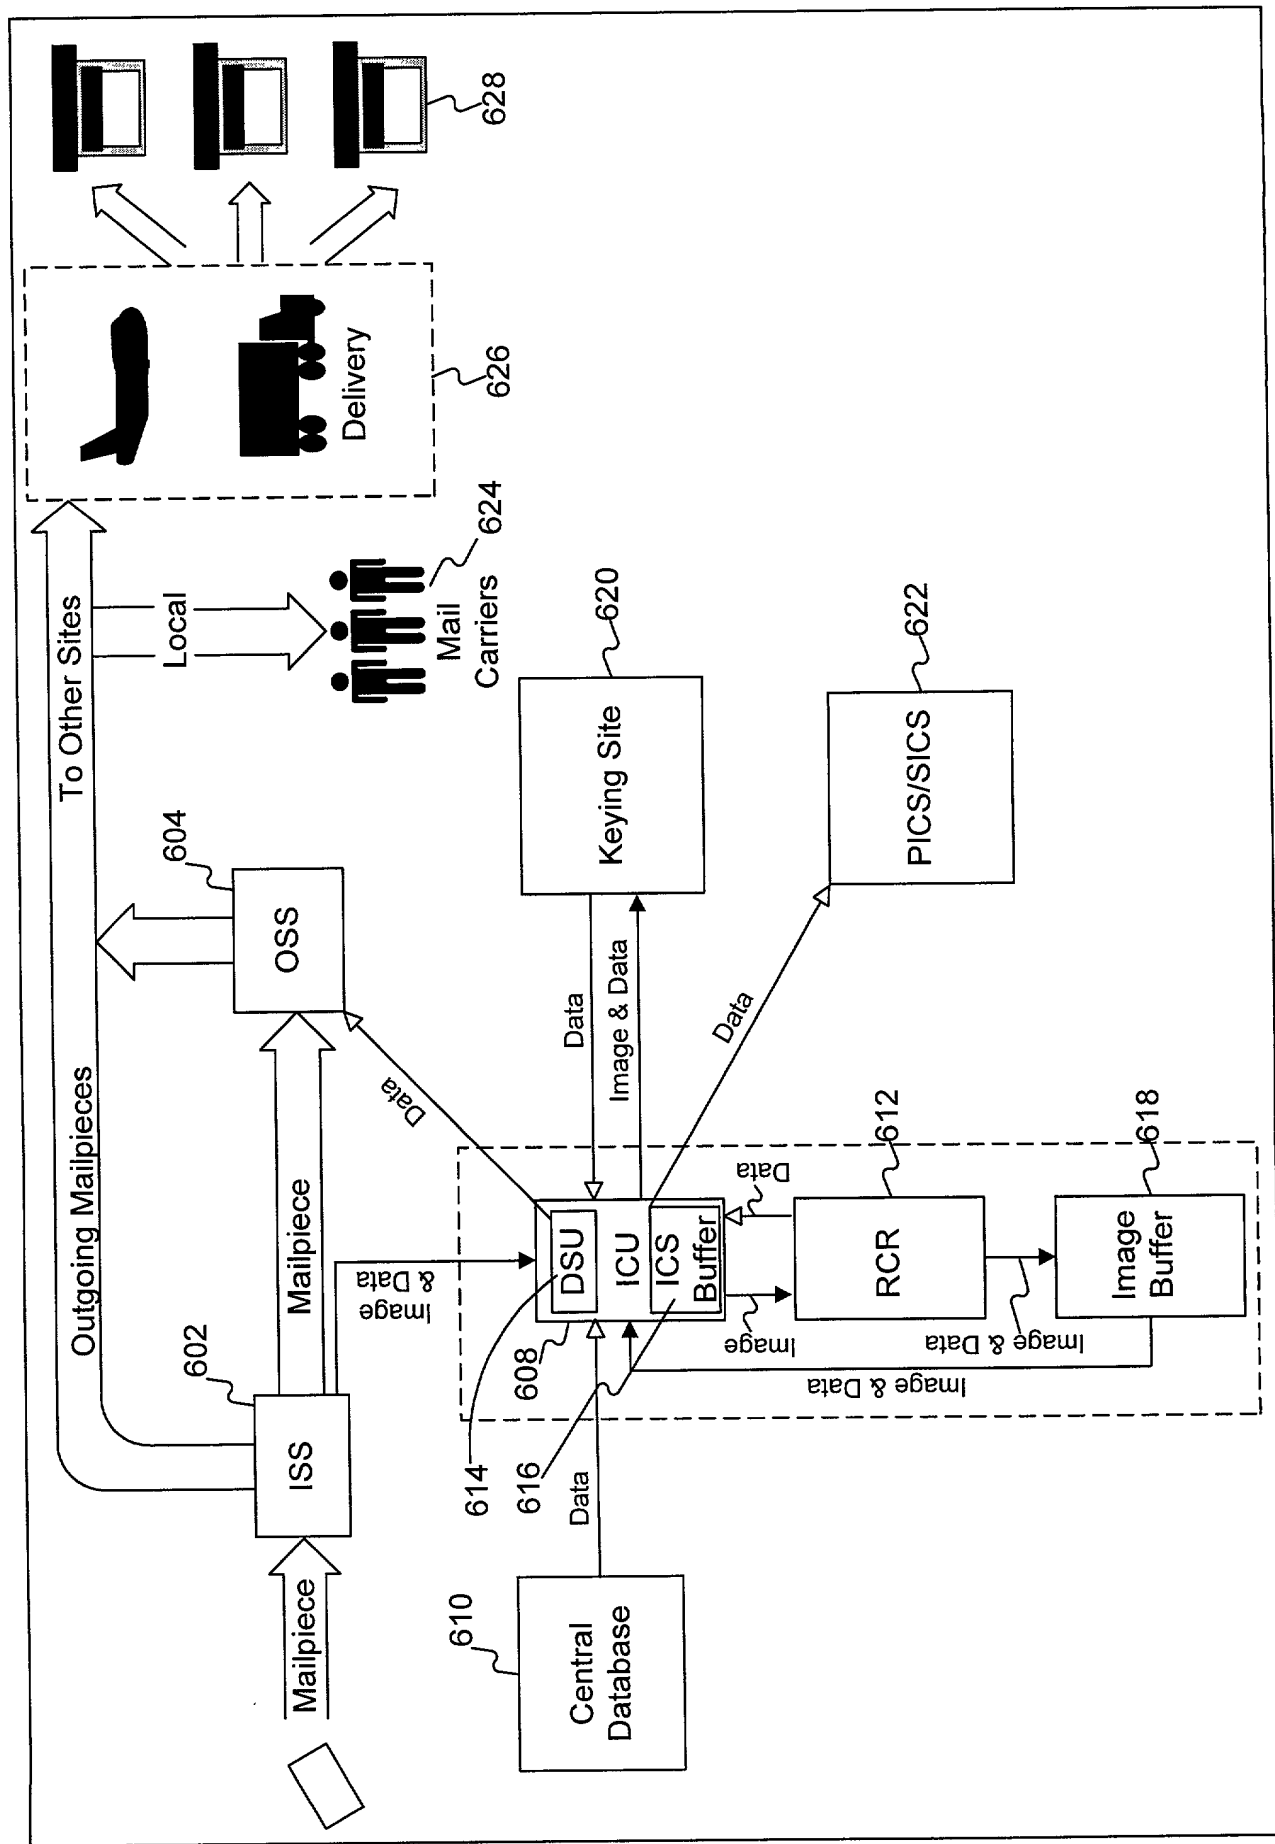 Outgoing Mailpieces
To Other Sites
Local
Mailpiece
ISS
602
Mailpiece
OSS
604
Mail
Carriers
624
Delivery
626
628
Image
& Data
Data
Central
Database
610
Data
608
614
616
DSU
ICU
ICS
Buffer
Data
Image & Data
Keying Site
620
Data
PICS/SICS
622
Image
Data
RCR
612
Image & Data
Image & Data
Image
Buffer
618